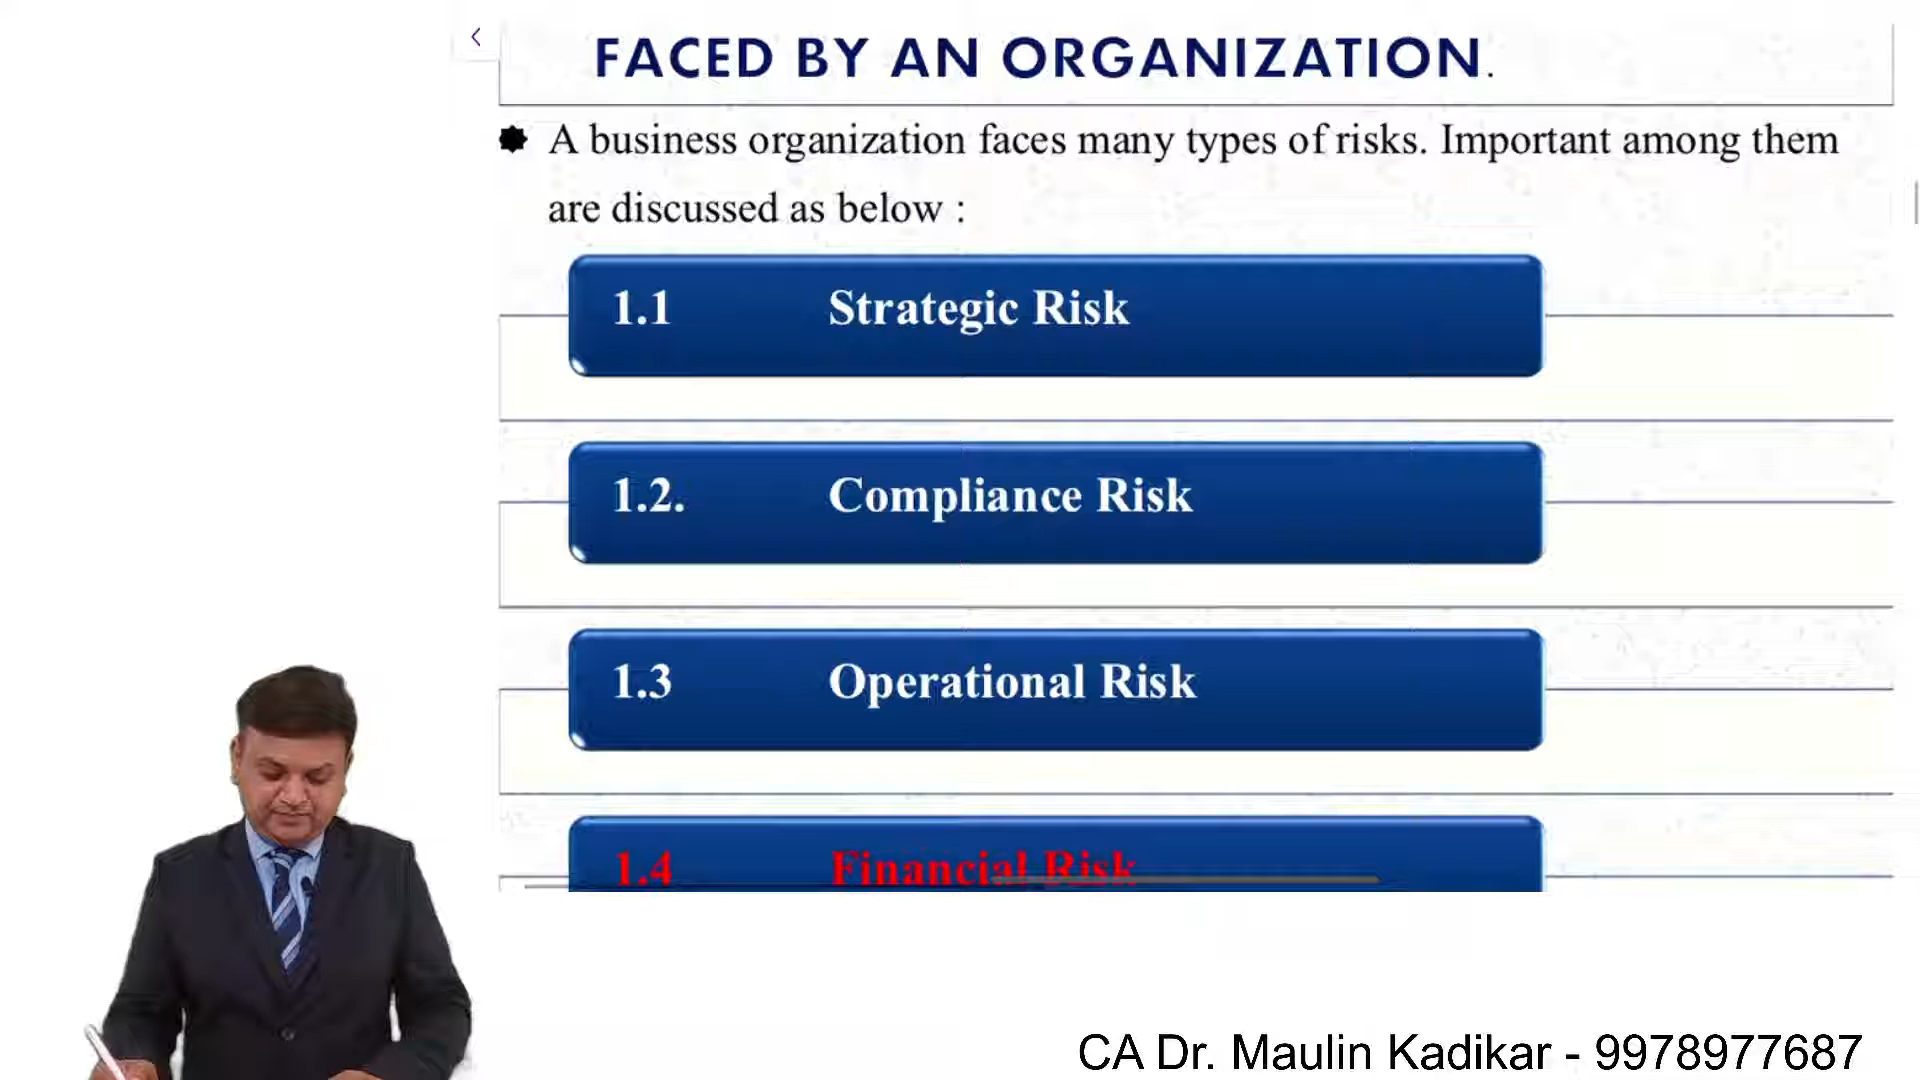 FACED BY AN ORGANIZATION.
A business organization faces many types of risks. Important among them
are discussed as below :
1.1 Strategic Risk
1.2. Compliance Risk
1.3 Operational Risk
1.4 Financial Risk
CA Dr. Maulin Kadikar - 9978977687